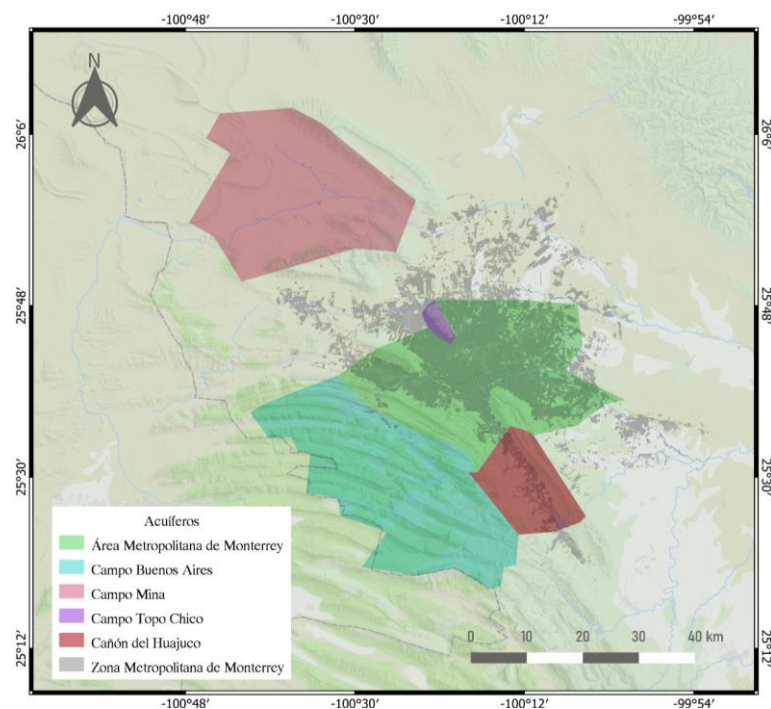 -100°48' -100°30' -100°12' -99°54'
N
26°6' 26°6'
25°48' 25°48'
25°30' 25°30'
Acuíferos
Área Metropolitana de Monterrey
Campo Buenos Aires
Campo Mina
Campo Topo Chico
Cañón del Huajuco
Zona Metropolitana de Monterrey
0 10 20 30 40 km
25°12' 25°12'
-100°48' -100°30' -100°12' -99°54'